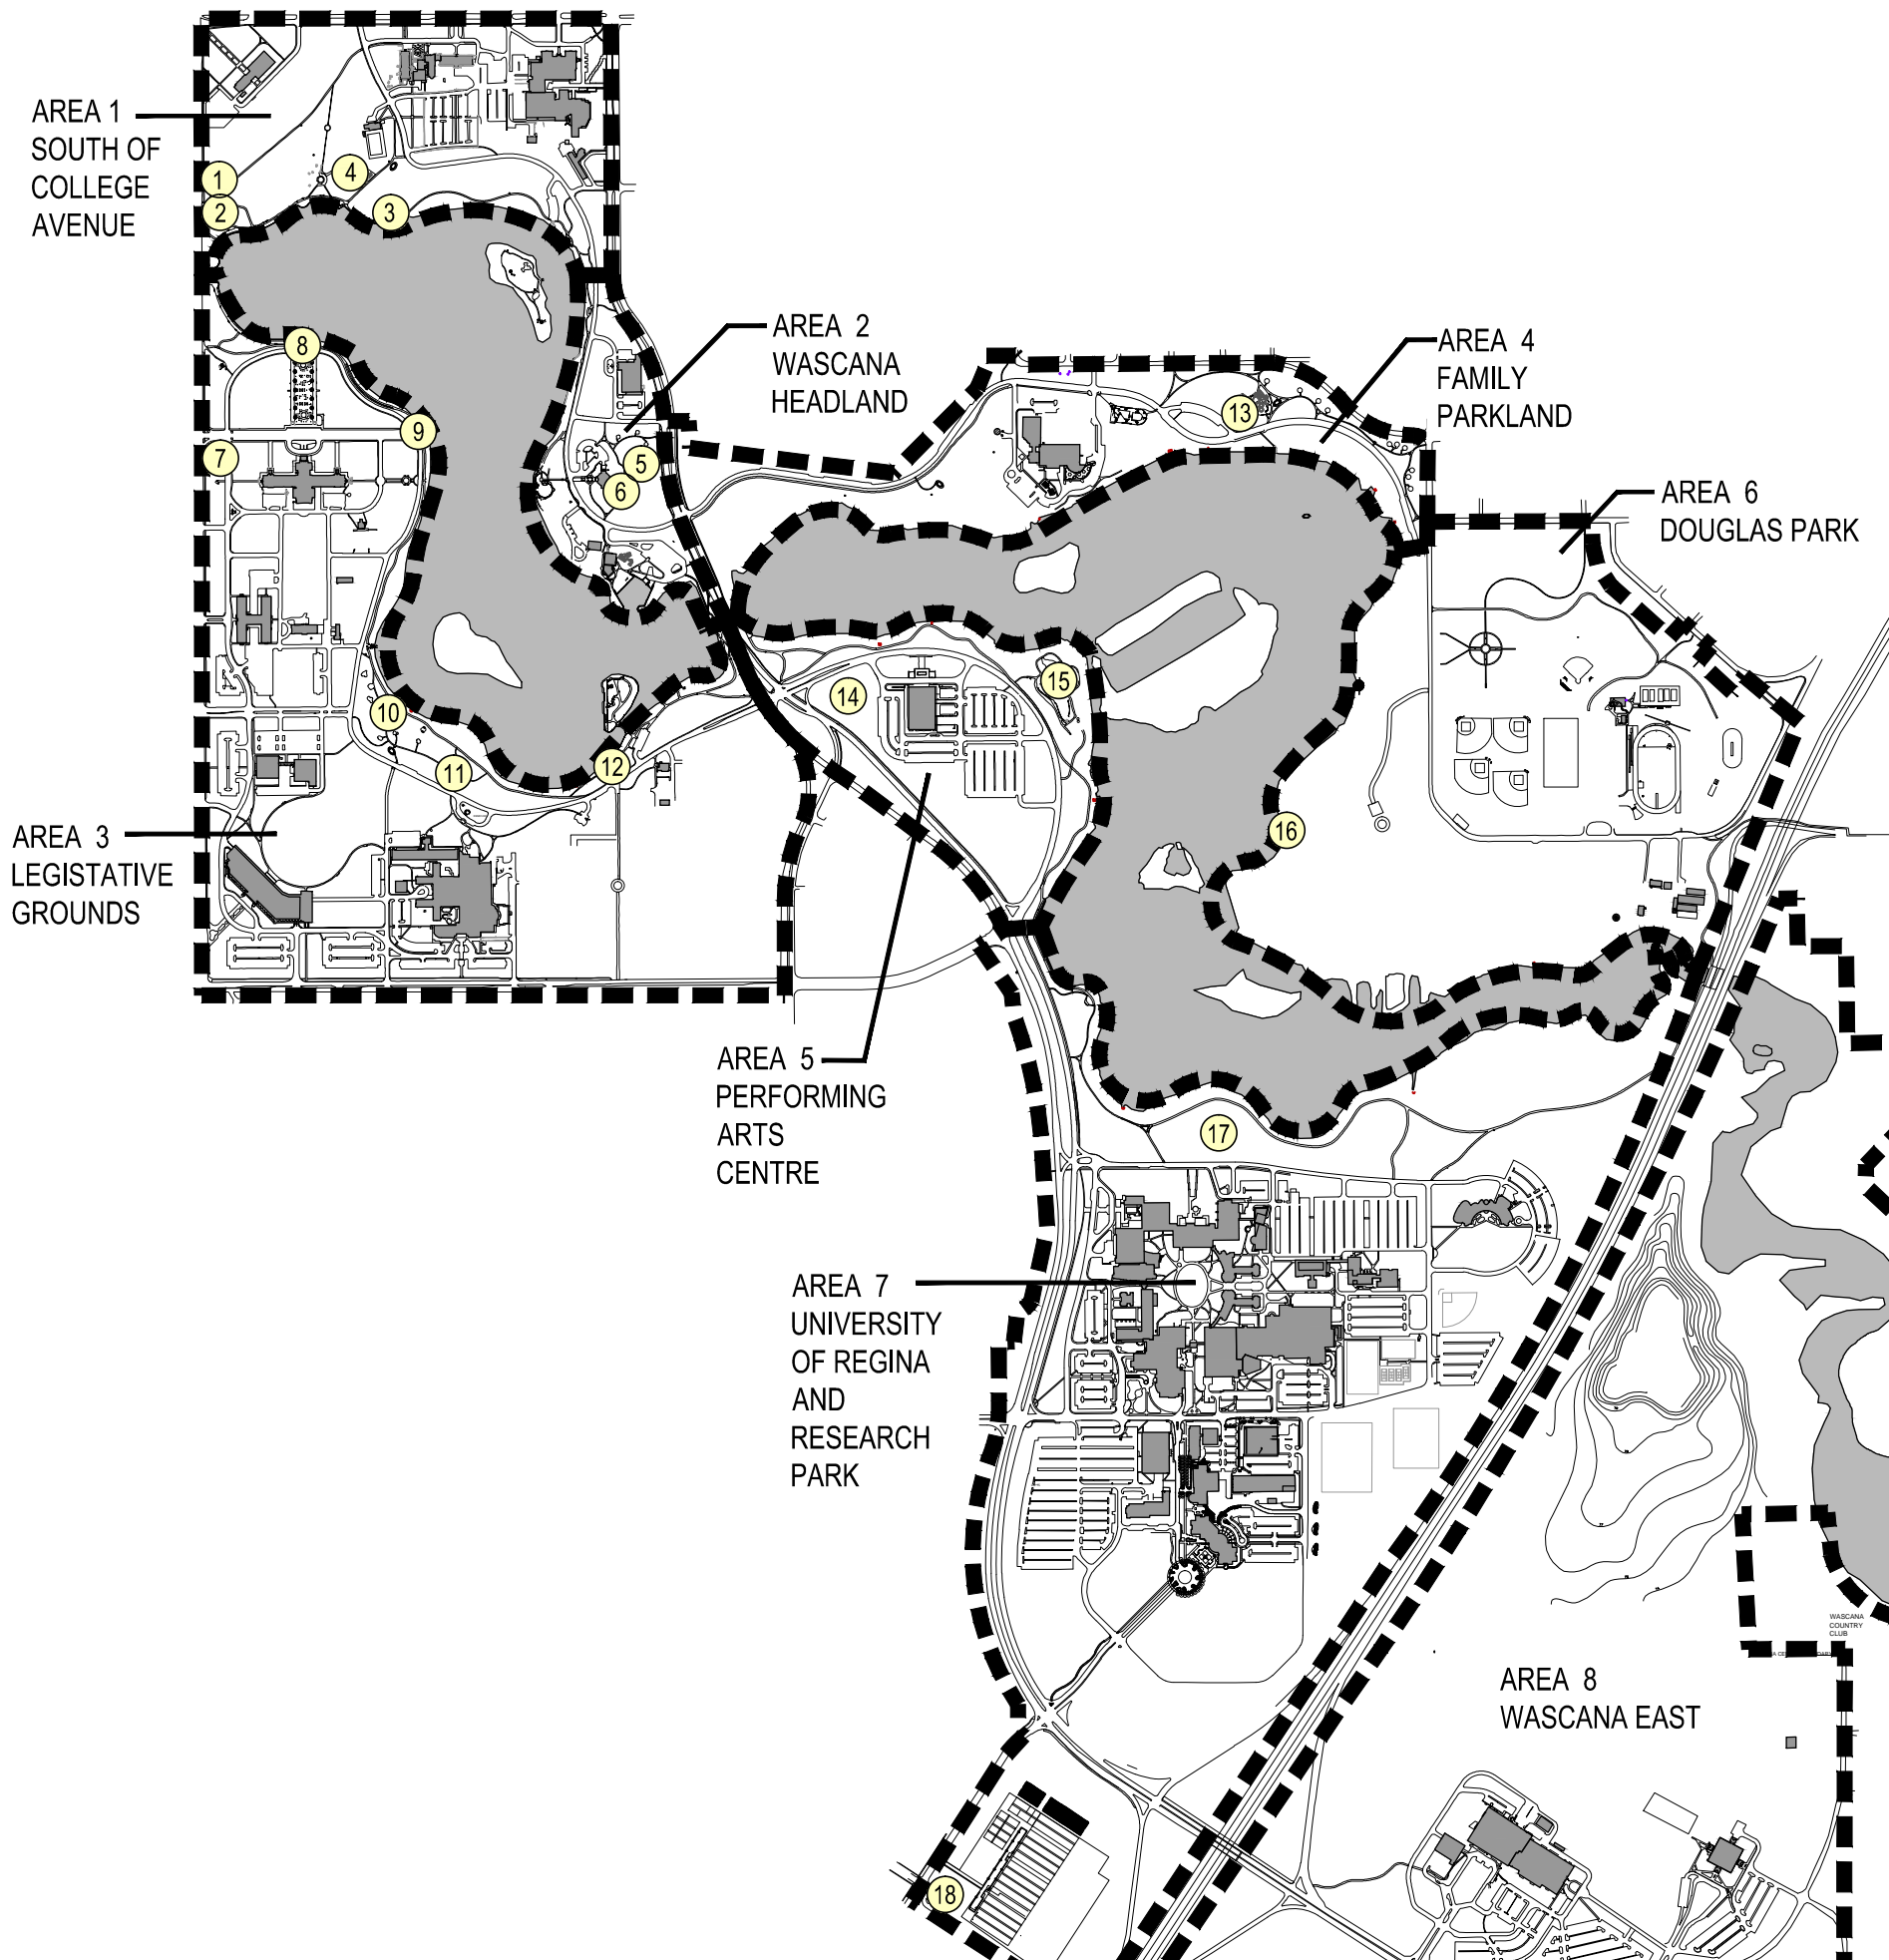 AREA 1
SOUTH OF
COLLEGE
AVENUE
1
2
4
3
AREA 2
WASCANA
HEADLAND
AREA 4
FAMILY
PARKLAND
8
9
7
5
6
13
AREA 6
DOUGLAS PARK
10
11
12
14
15
16
AREA 3
LEGISTATIVE
GROUNDS
AREA 5
PERFORMING
ARTS
CENTRE
17
AREA 7
UNIVERSITY
OF REGINA
AND
RESEARCH
PARK
WASCANA
COUNTRY
CLUB
AREA 8
WASCANA EAST
18